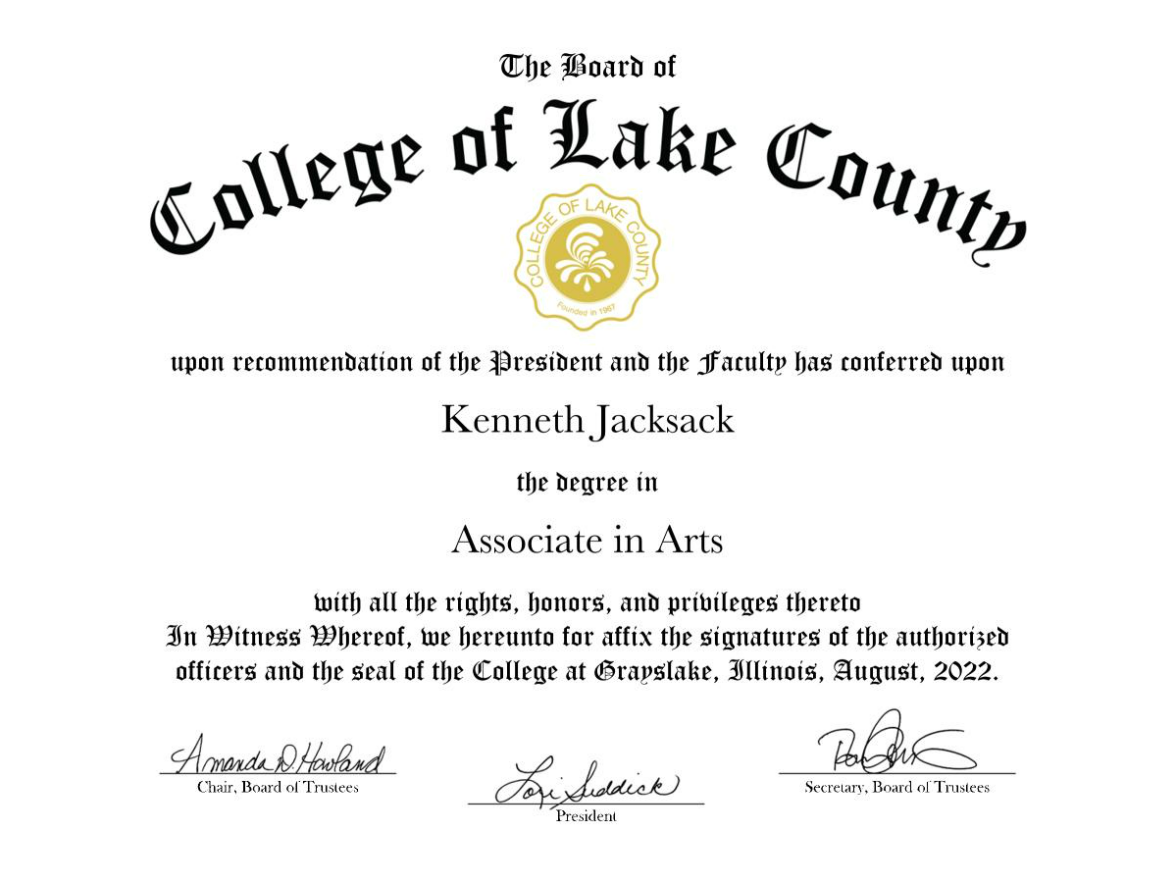 The Board of
College of Lake County
COLLEGE OF LAKE COUNTY
Founded in 1967
upon recommendation of the President and the Faculty has conferred upon
Kenneth Jacksack
the degree in
Associate in Arts
with all the rights, honors, and privileges thereto
In Witness Whereof, we hereunto for affix the signatures of the authorized
officers and the seal of the College at Grayslake, Illinois, August, 2022.
Amanda D. Howland
Chair, Board of Trustees
Lori Suddick
President
Secretary, Board of Trustees